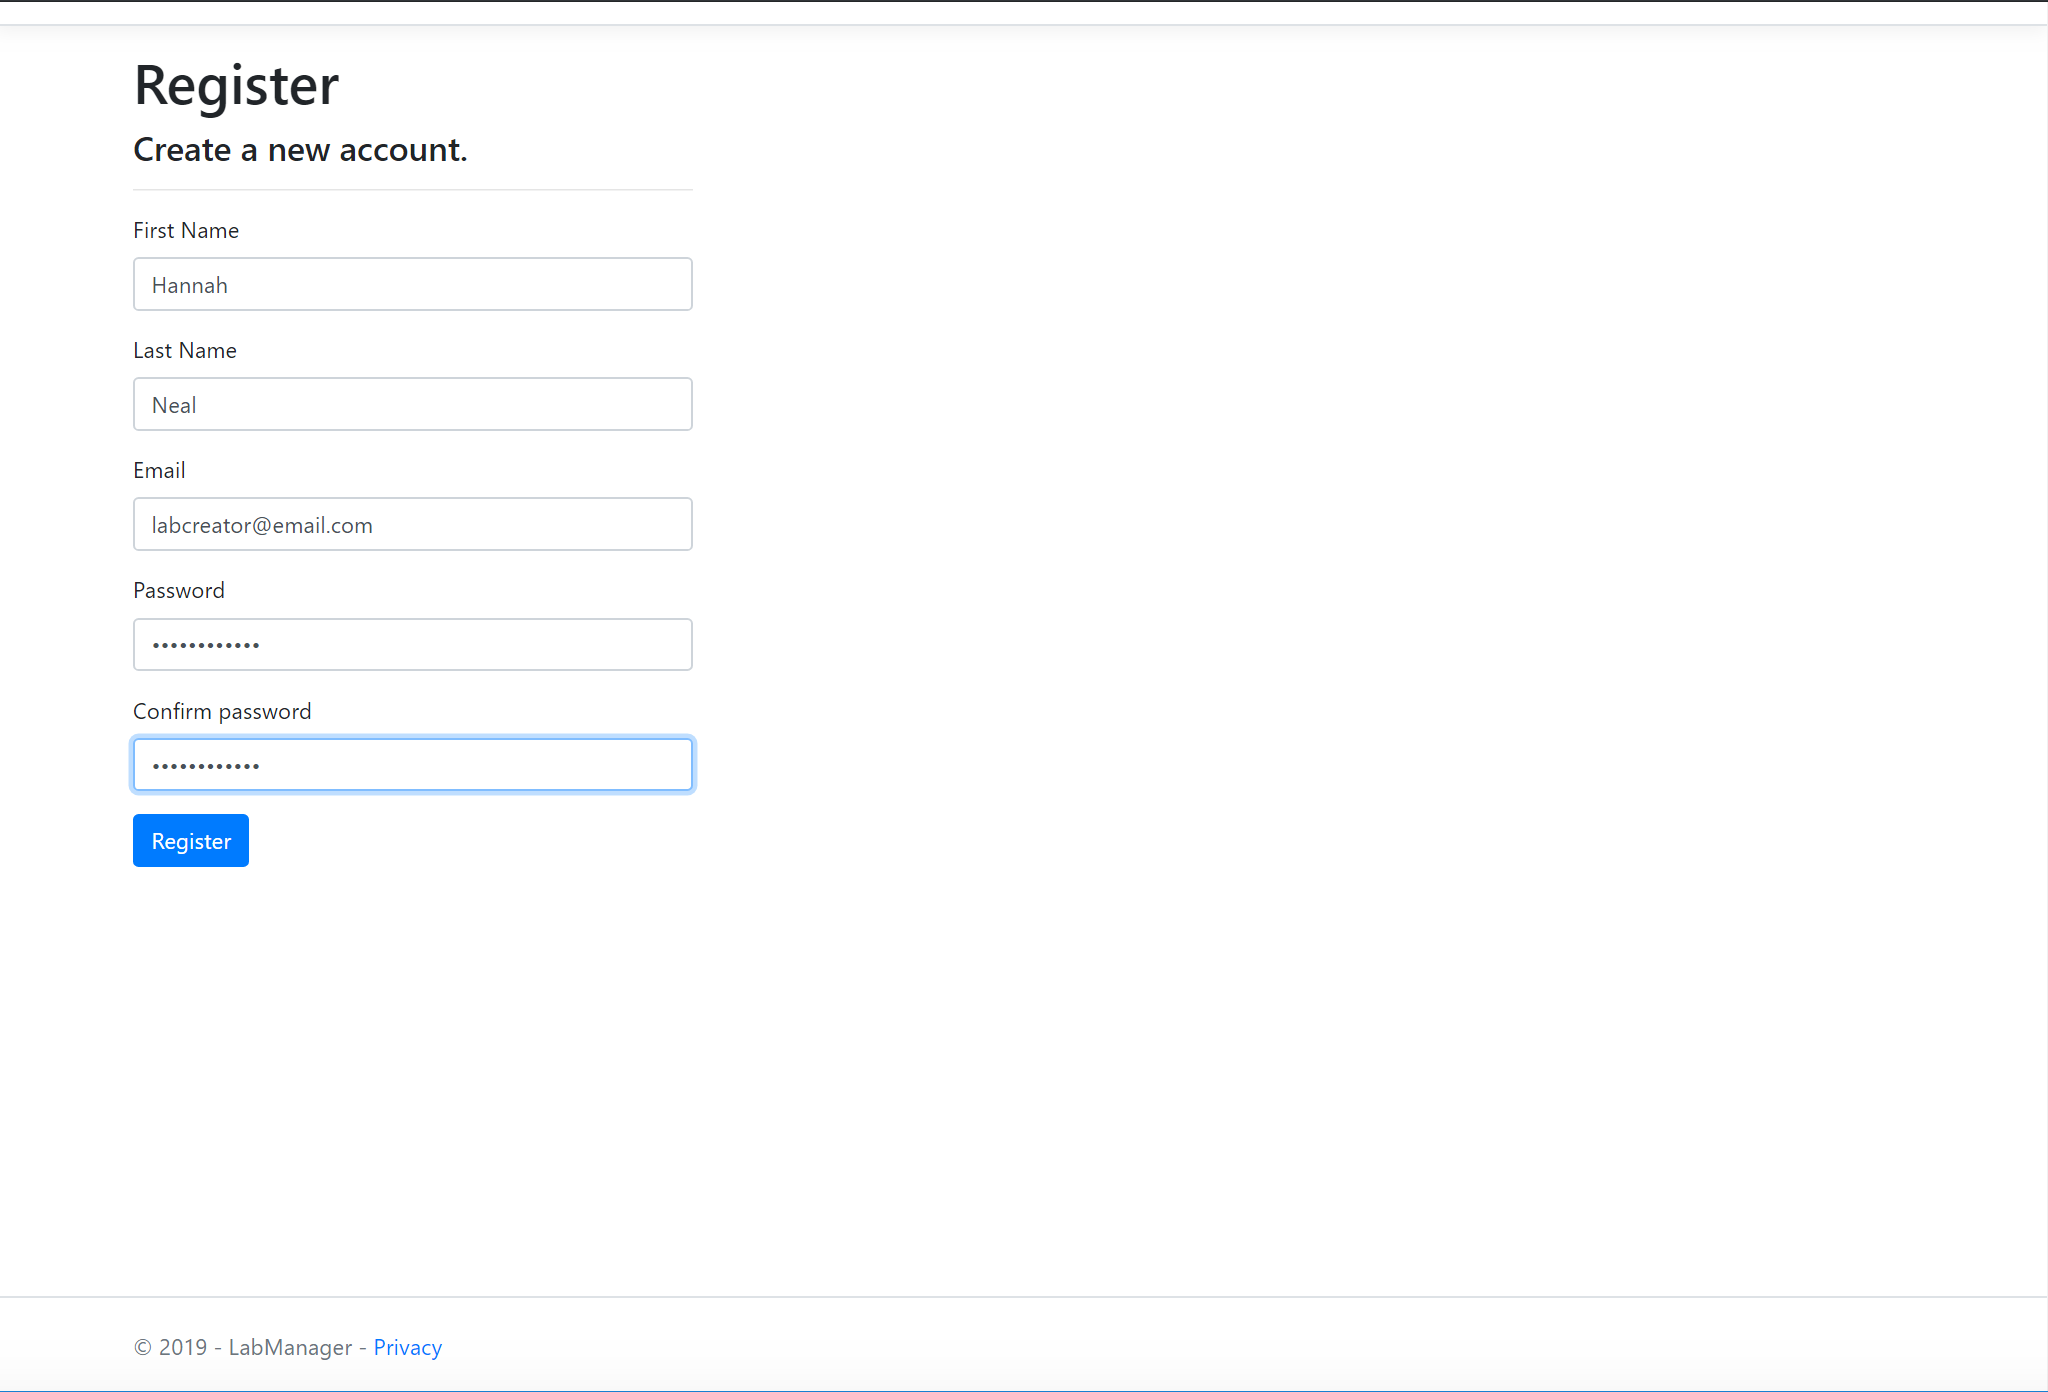 Register
Create a new account.
First Name
Hannah
Last Name
Neal
Email
labcreator@email.com
Password
••••••••••••
Confirm password
••••••••••••
Register
© 2019 - LabManager - Privacy